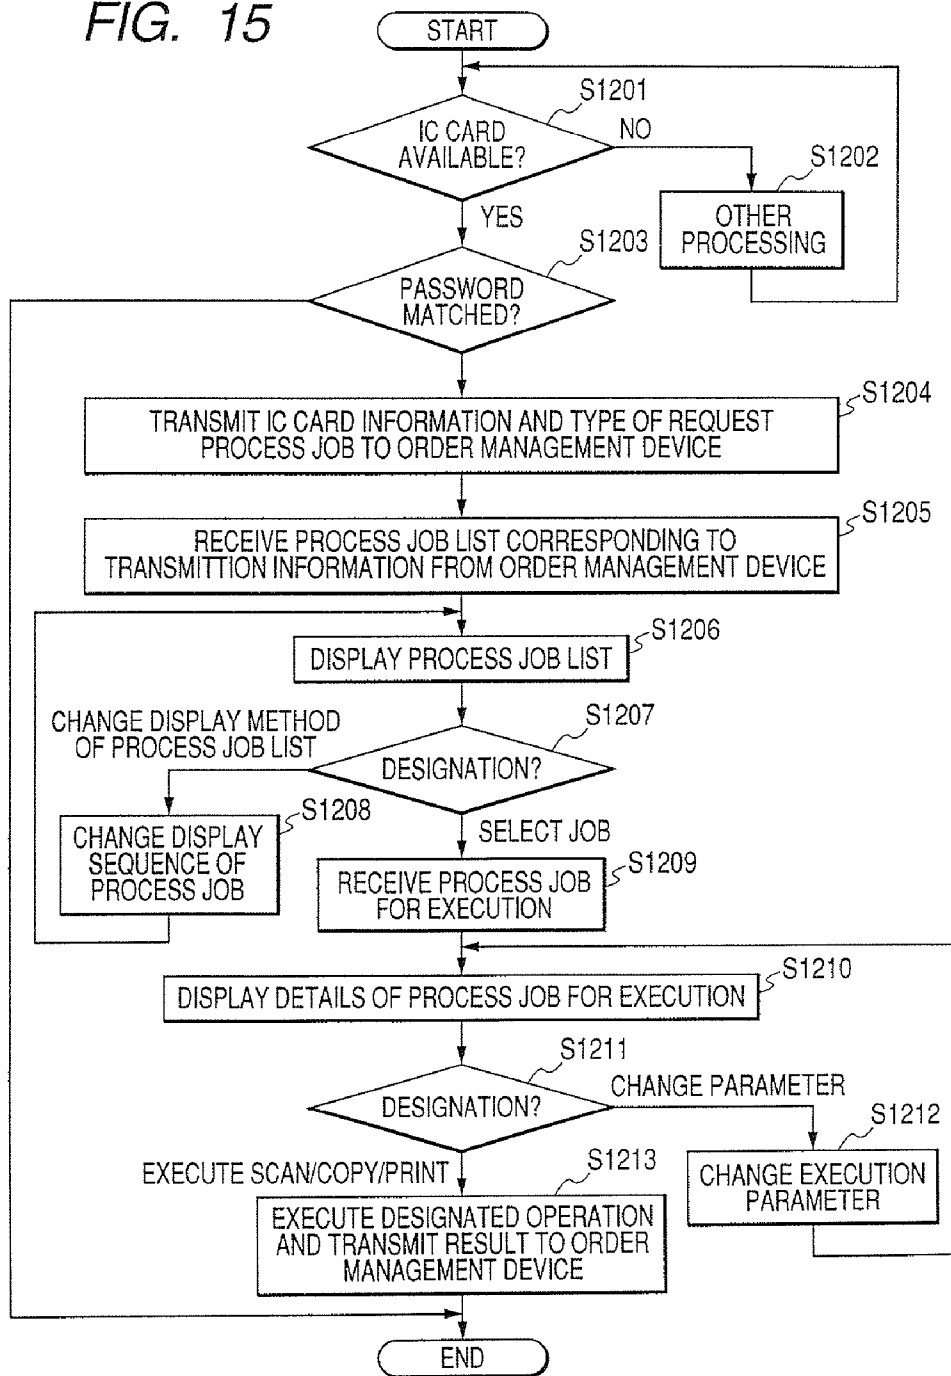 FIG. 15
START
S1201
IC CARD
AVAILABLE?
NO
S1202
OTHER
PROCESSING
YES
S1203
PASSWORD
MATCHED?
S1204
TRANSMIT IC CARD INFORMATION AND TYPE OF REQUEST
PROCESS JOB TO ORDER MANAGEMENT DEVICE
S1205
RECEIVE PROCESS JOB LIST CORRESPONDING TO
TRANSMITTION INFORMATION FROM ORDER MANAGEMENT DEVICE
S1206
DISPLAY PROCESS JOB LIST
S1207
CHANGE DISPLAY METHOD
OF PROCESS JOB LIST
DESIGNATION?
S1208
CHANGE DISPLAY
SEQUENCE OF
PROCESS JOB
SELECT JOB
S1209
RECEIVE PROCESS JOB
FOR EXECUTION
S1210
DISPLAY DETAILS OF PROCESS JOB FOR EXECUTION
S1211
DESIGNATION?
CHANGE PARAMETER
S1212
CHANGE EXECUTION
PARAMETER
EXECUTE SCAN/COPY/PRINT
S1213
EXECUTE DESIGNATED OPERATION
AND TRANSMIT RESULT TO ORDER
MANAGEMENT DEVICE
END